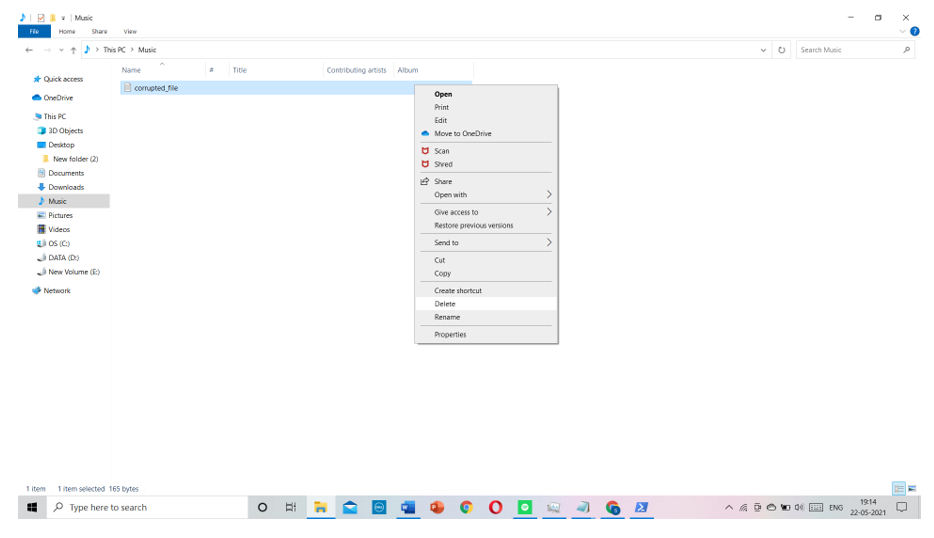 Music
File Home Share View
This PC > Music
Search Music
Name # Title Contributing artists Album
Quick access
OneDrive
This PC
3D Objects
Desktop
New folder (2)
Documents
Downloads
Music
Pictures
Videos
OS (C:)
DATA (D:)
New Volume (E:)
Network
corrupted_file
Open
Print
Edit
Move to OneDrive
Scan
Shred
Share
Open with
Give access to
Restore previous versions
Send to
Cut
Copy
Create shortcut
Delete
Rename
Properties
1 item 1 item selected 165 bytes
Type here to search
ENG
19:14
22-05-2021